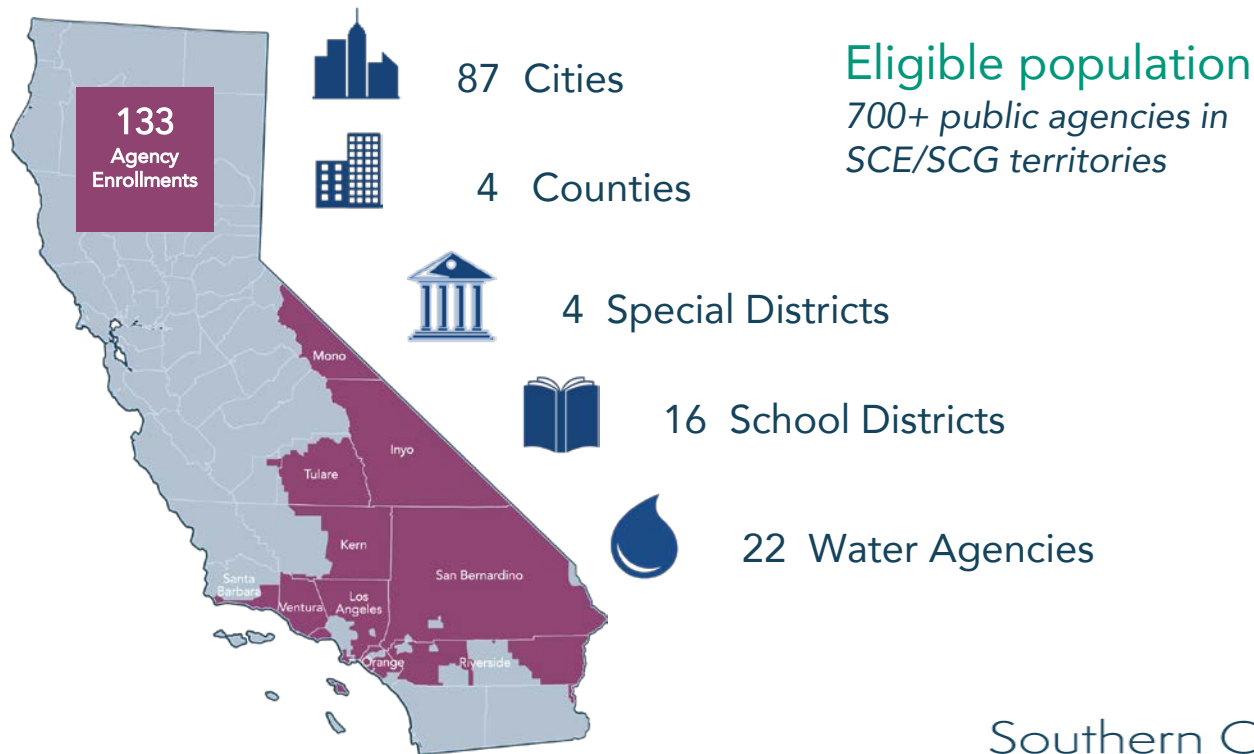 133
Agency
Enrollments
87 Cities
4 Counties
4 Special Districts
16 School Districts
22 Water Agencies
Eligible population
700+ public agencies in
SCE/SCG territories
Mono
Inyo
Tulare
Kern
San Bernardino
Santa
Barbara
Ventura
Los
Angeles
Orange
Riverside
Southern C